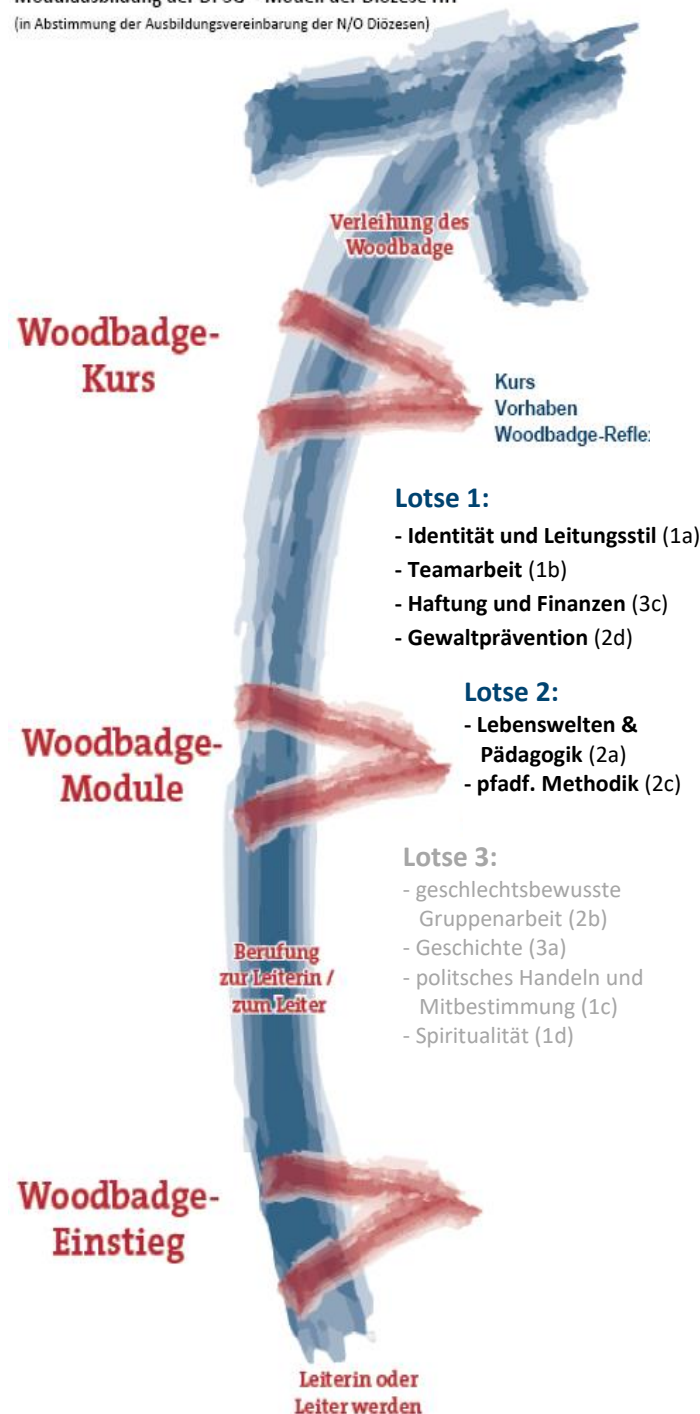 (in Abstimmung der Ausbildungsvereinbarung der N/O Diözesen)
Verleihung des
Woodbadge
Woodbadge-
Kurs
Kurs
Vorhaben
Woodbadge-Refle
Lotse 1:
- Identität und Leitungsstil (1a)
- Teamarbeit (1b)
- Haftung und Finanzen (3c)
- Gewaltprävention (2d)
Lotse 2:
- Lebenswelten &
Pädagogik (2a)
- pfadf. Methodik (2c)
Woodbadge-
Module
Lotse 3:
- geschlechtsbewusste
Gruppenarbeit (2b)
- Geschichte (3a)
- politsches Handeln und
Mitbestimmung (1c)
- Spiritualität (1d)
Berufung
zur Leiterin /
zum Leiter
Woodbadge-
Einstieg
Leiterin oder
Leiter werden